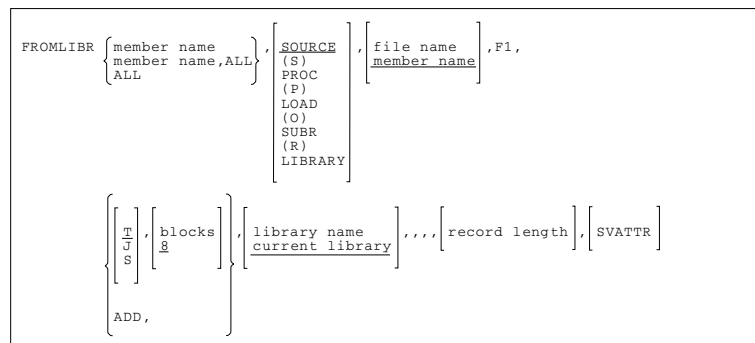 FROMLIBR member name , SOURCE , file name ,F1,
member name,ALL (S) member name
ALL PROC
(P)
LOAD
(O)
SUBR
(R)
LIBRARY
T , blocks , library name ,,,, record length , SVATTR
J 8 current library
S
ADD,